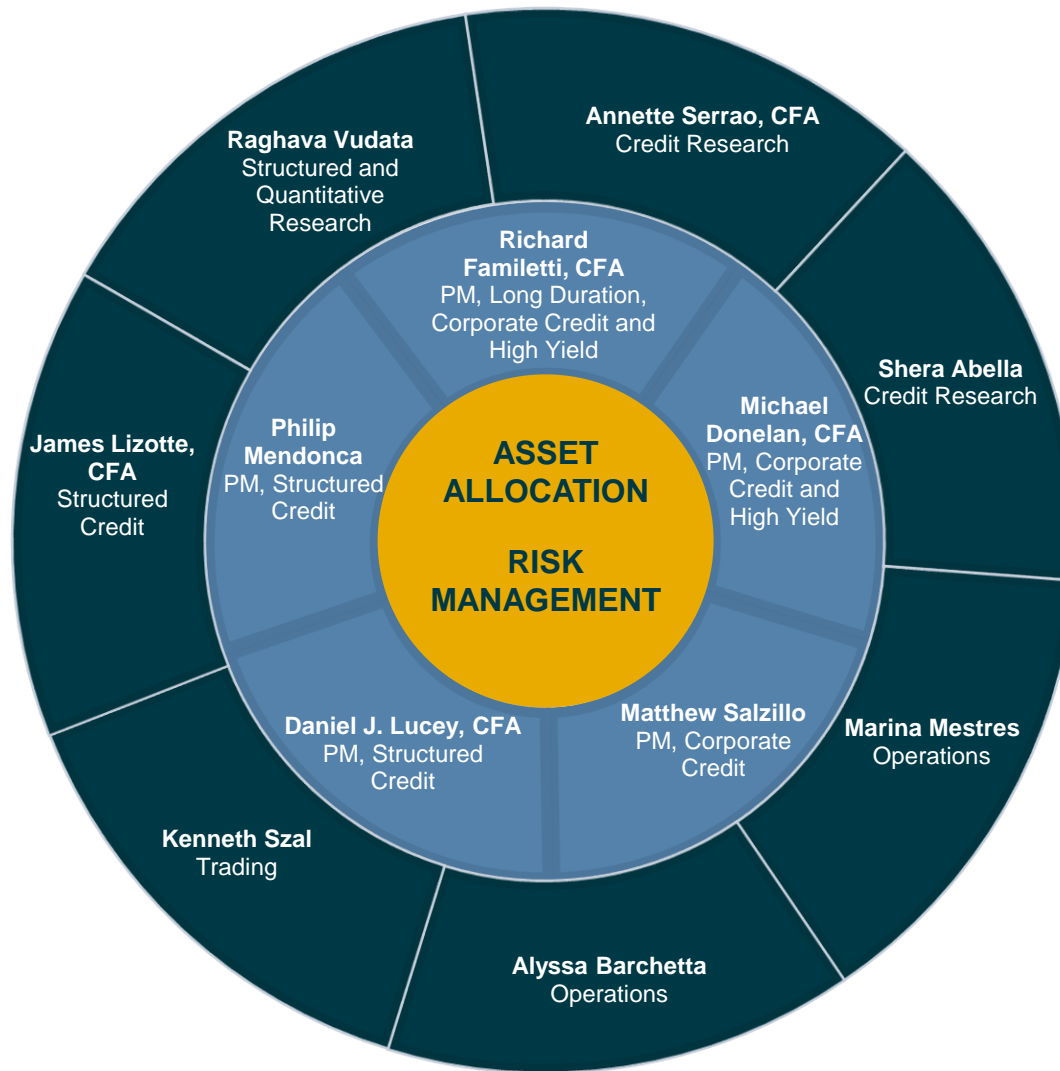 Annette Serrao, CFA
Credit Research
Raghava Vudata
Structured and
Quantitative
Research
Richard
Familetti, CFA
PM, Long Duration,
Corporate Credit and
High Yield
Shera Abella
Credit Research
Michael
Donelan, CFA
PM, Corporate
Credit and
High Yield
Philip
Mendonca
PM, Structured
Credit
James Lizotte,
CFA
Structured
Credit
ASSET
ALLOCATION
RISK
MANAGEMENT
Daniel J. Lucey, CFA
PM, Structured
Credit
Matthew Salzillo
PM, Corporate
Credit
Marina Mestres
Operations
Kenneth Szal
Trading
Alyssa Barchetta
Operations